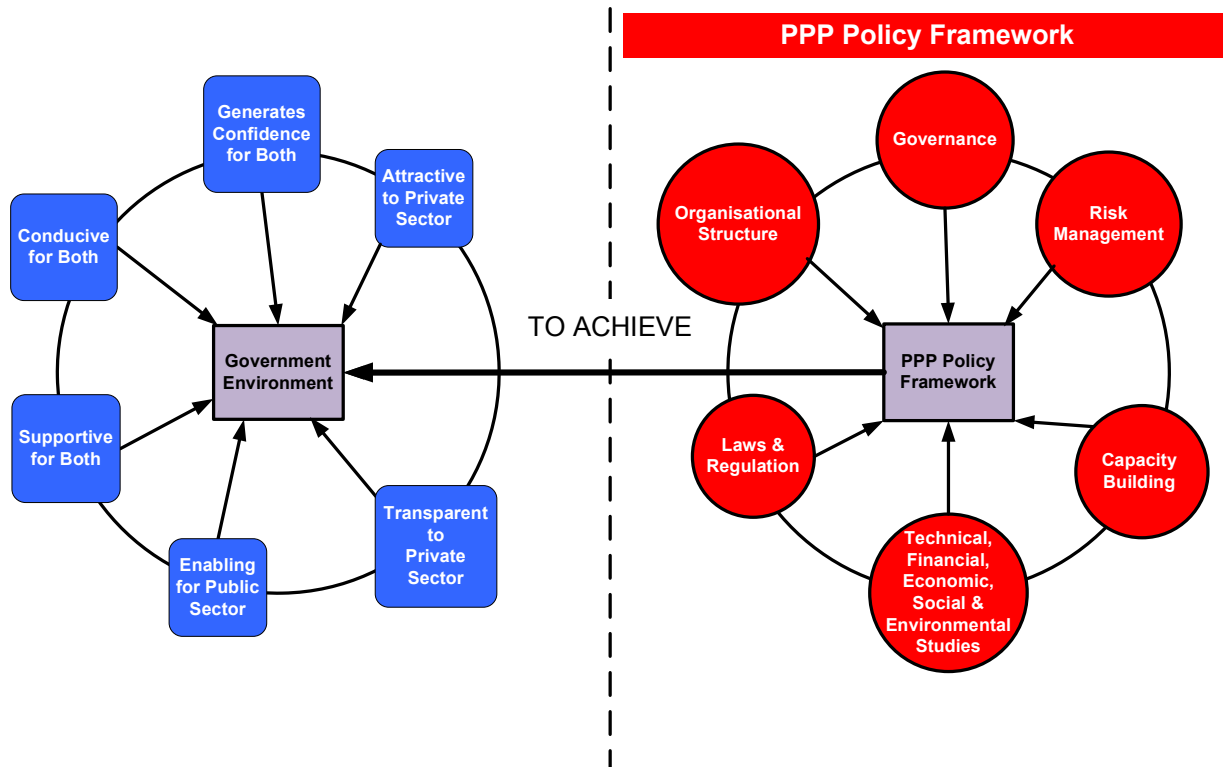 PPP Policy Framework
Generates
Confidence
for Both
Attractive
to Private
Sector
Conducive
for Both
Government
Environment
Supportive
for Both
Enabling
for Public
Sector
Transparent
to
Private
Sector
TO ACHIEVE
Governance
Organisational
Structure
Risk
Management
PPP Policy
Framework
Laws &
Regulation
Capacity
Building
Technical,
Financial,
Economic,
Social &
Environmental
Studies